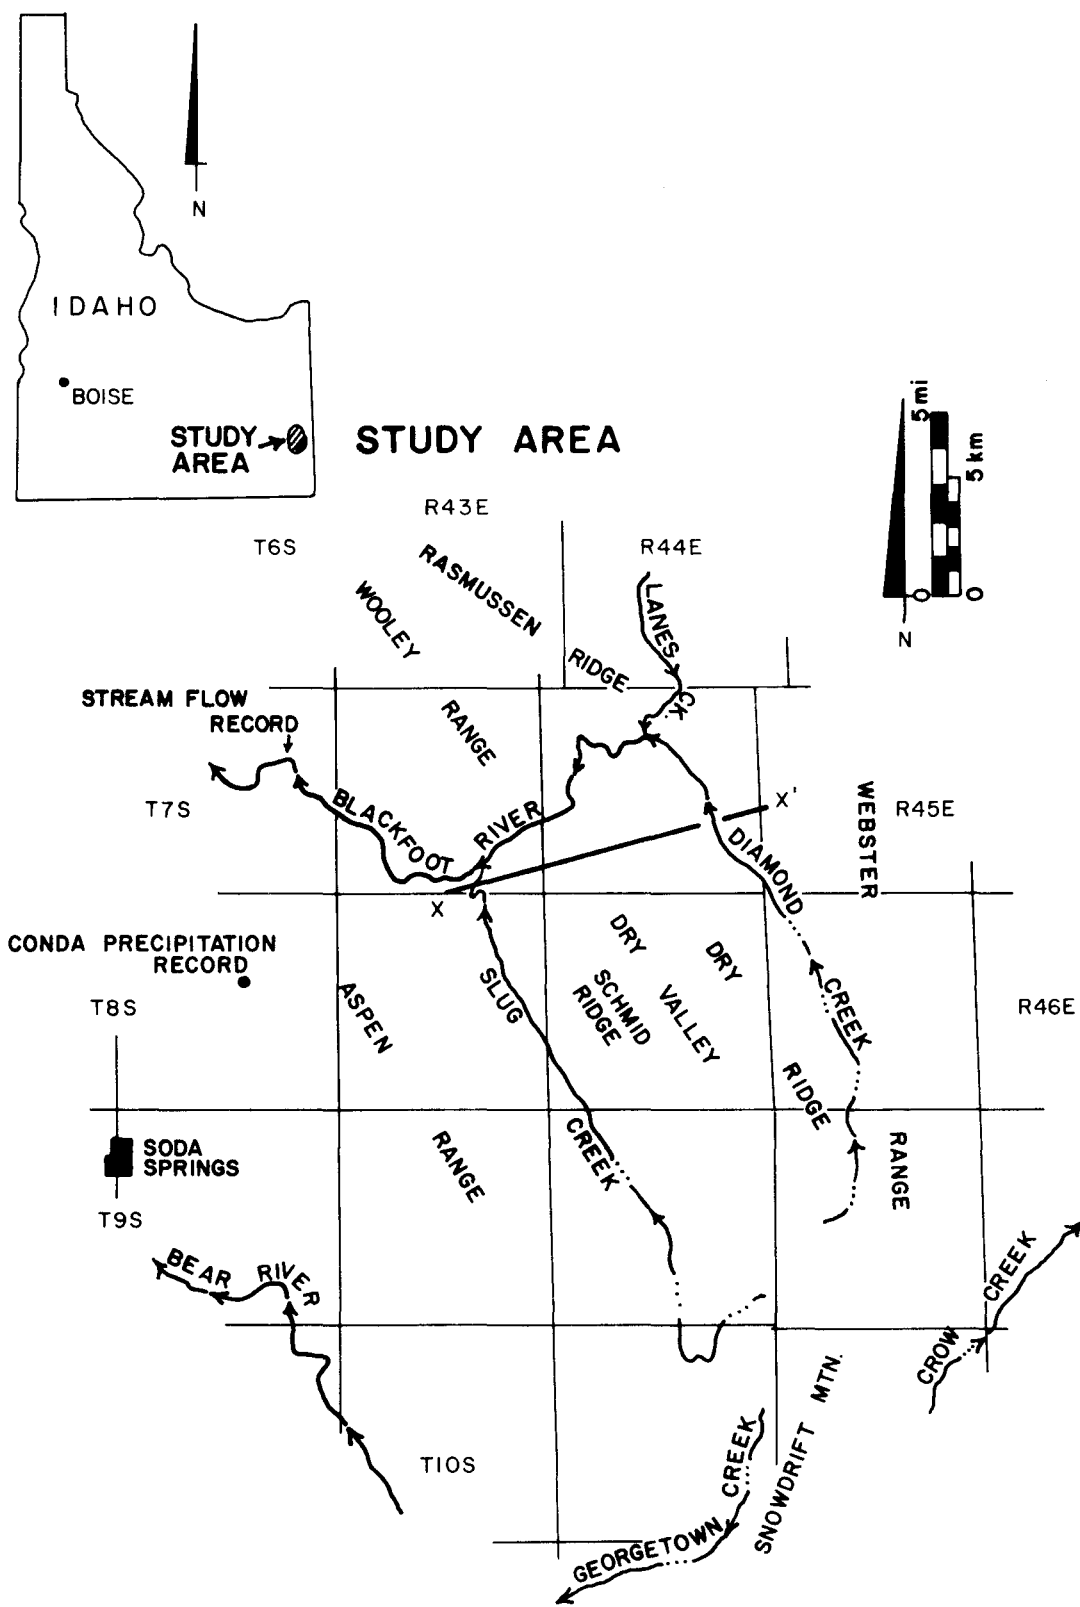 N
IDAHO
BOISE
STUDY
AREA
STUDY AREA
5 mi
5 km
0
0
N
R43E
T6S
R44E
RASMUSSEN
RIDGE
WOOLEY
RANGE
LANES
CK.
STREAM FLOW
RECORD
T7S
BLACKFOOT
RIVER
X'
X
WEBSTER
RANGE
R45E
DIAMOND
CREEK
CONDA PRECIPITATION
RECORD
T8S
ASPEN
RANGE
SLUG
CREEK
DRY
VALLEY
SCHMID
RIDGE
DRY
RIDGE
R46E
SODA
SPRINGS
T9S
BEAR RIVER
CROW CREEK
T10S
GEORGETOWN CREEK
SNOWDRIFT MTN.